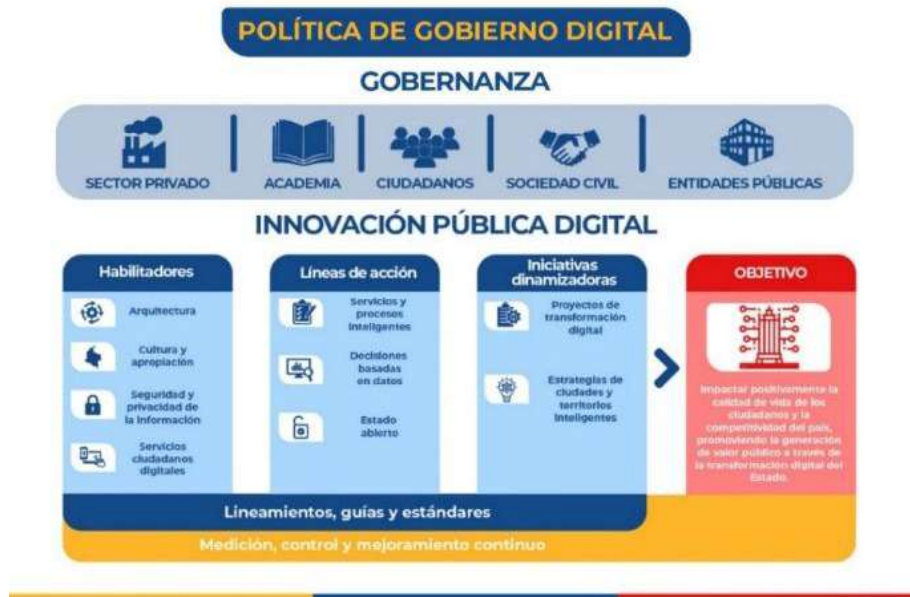 POLÍTICA DE GOBIERNO DIGITAL
GOBERNANZA
SECTOR PRIVADO
ACADEMIA
CIUDADANOS
SOCIEDAD CIVIL
ENTIDADES PÚBLICAS
INNOVACIÓN PÚBLICA DIGITAL
Habilitadores
Arquitectura
Cultura y
apropiación
Seguridad y
privacidad de
la información
Servicios
ciudadanos
digitales
Líneas de acción
Servicios y
procesos
inteligentes
Decisiones
basadas
en datos
Estado
abierto
Iniciativas
dinamizadoras
Proyectos de
transformación
digital
Estrategias de
ciudades y
territorios
inteligentes
OBJETIVO
Impactar positivamente la
calidad de vida de los
ciudadanos y la
competitividad del país,
promoviendo la generación
de valor público a través de
la transformación digital del
Estado.
Lineamientos, guías y estándares
Medición, control y mejoramiento continuo